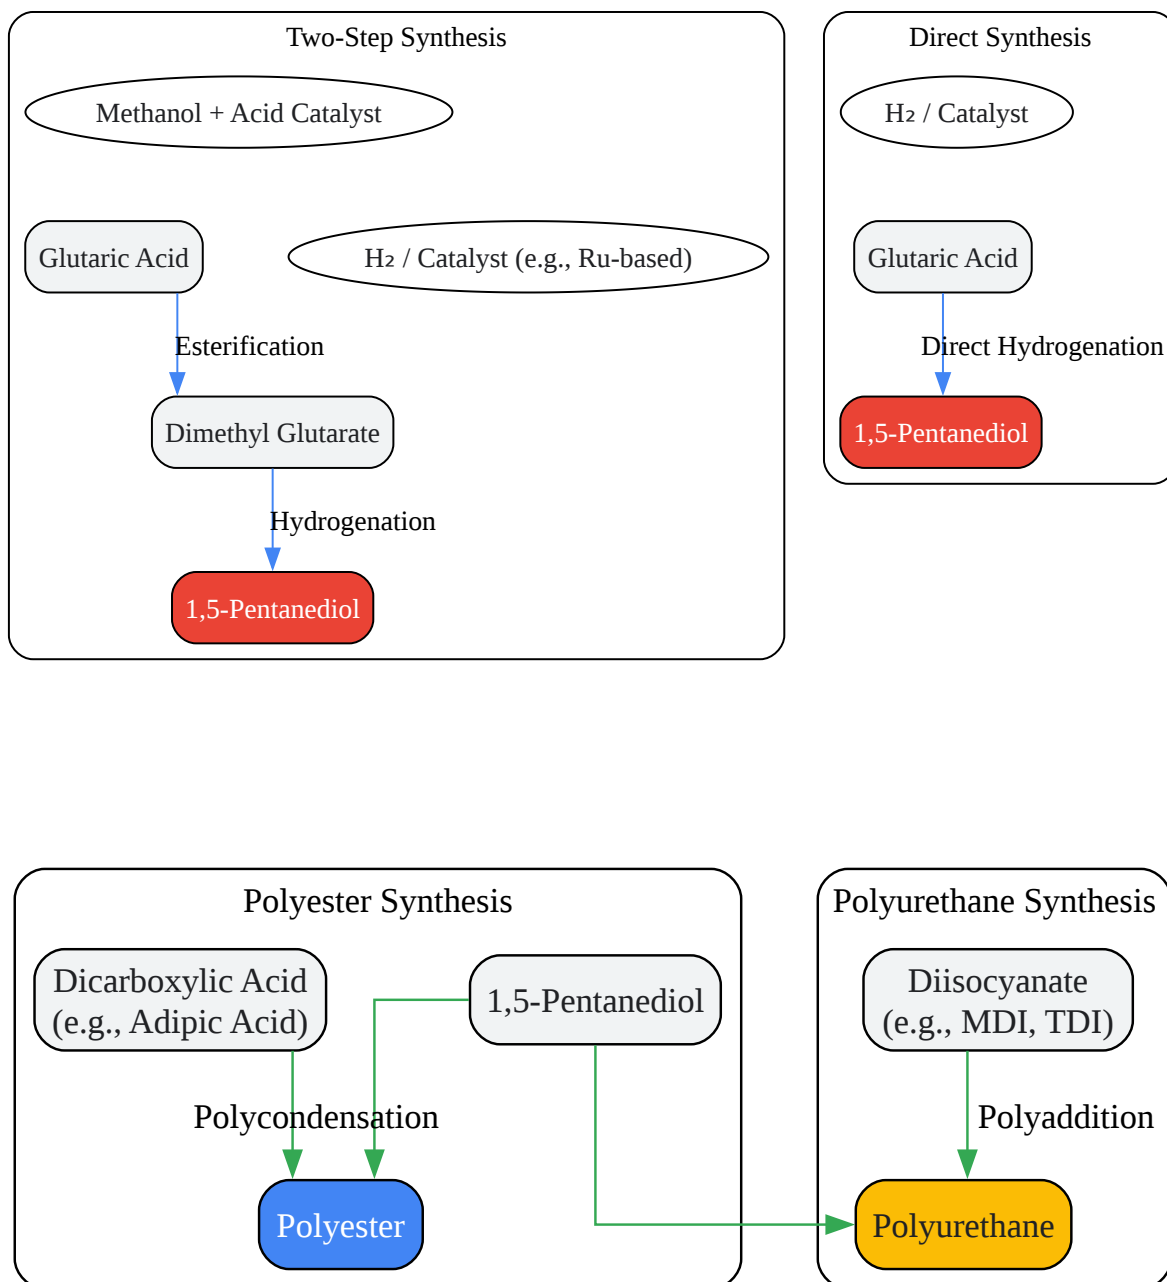 Two-Step Synthesis
Methanol + Acid Catalyst
Glutaric Acid
H₂ / Catalyst (e.g., Ru-based)
Esterification
Dimethyl Glutarate
Hydrogenation
1,5-Pentanediol
Direct Synthesis
H₂ / Catalyst
Glutaric Acid
Direct Hydrogenation
1,5-Pentanediol
Polyester Synthesis
Dicarboxylic Acid
(e.g., Adipic Acid)
1,5-Pentanediol
Polycondensation
Polyester
Polyurethane Synthesis
Diisocyanate
(e.g., MDI, TDI)
Polyaddition
Polyurethane